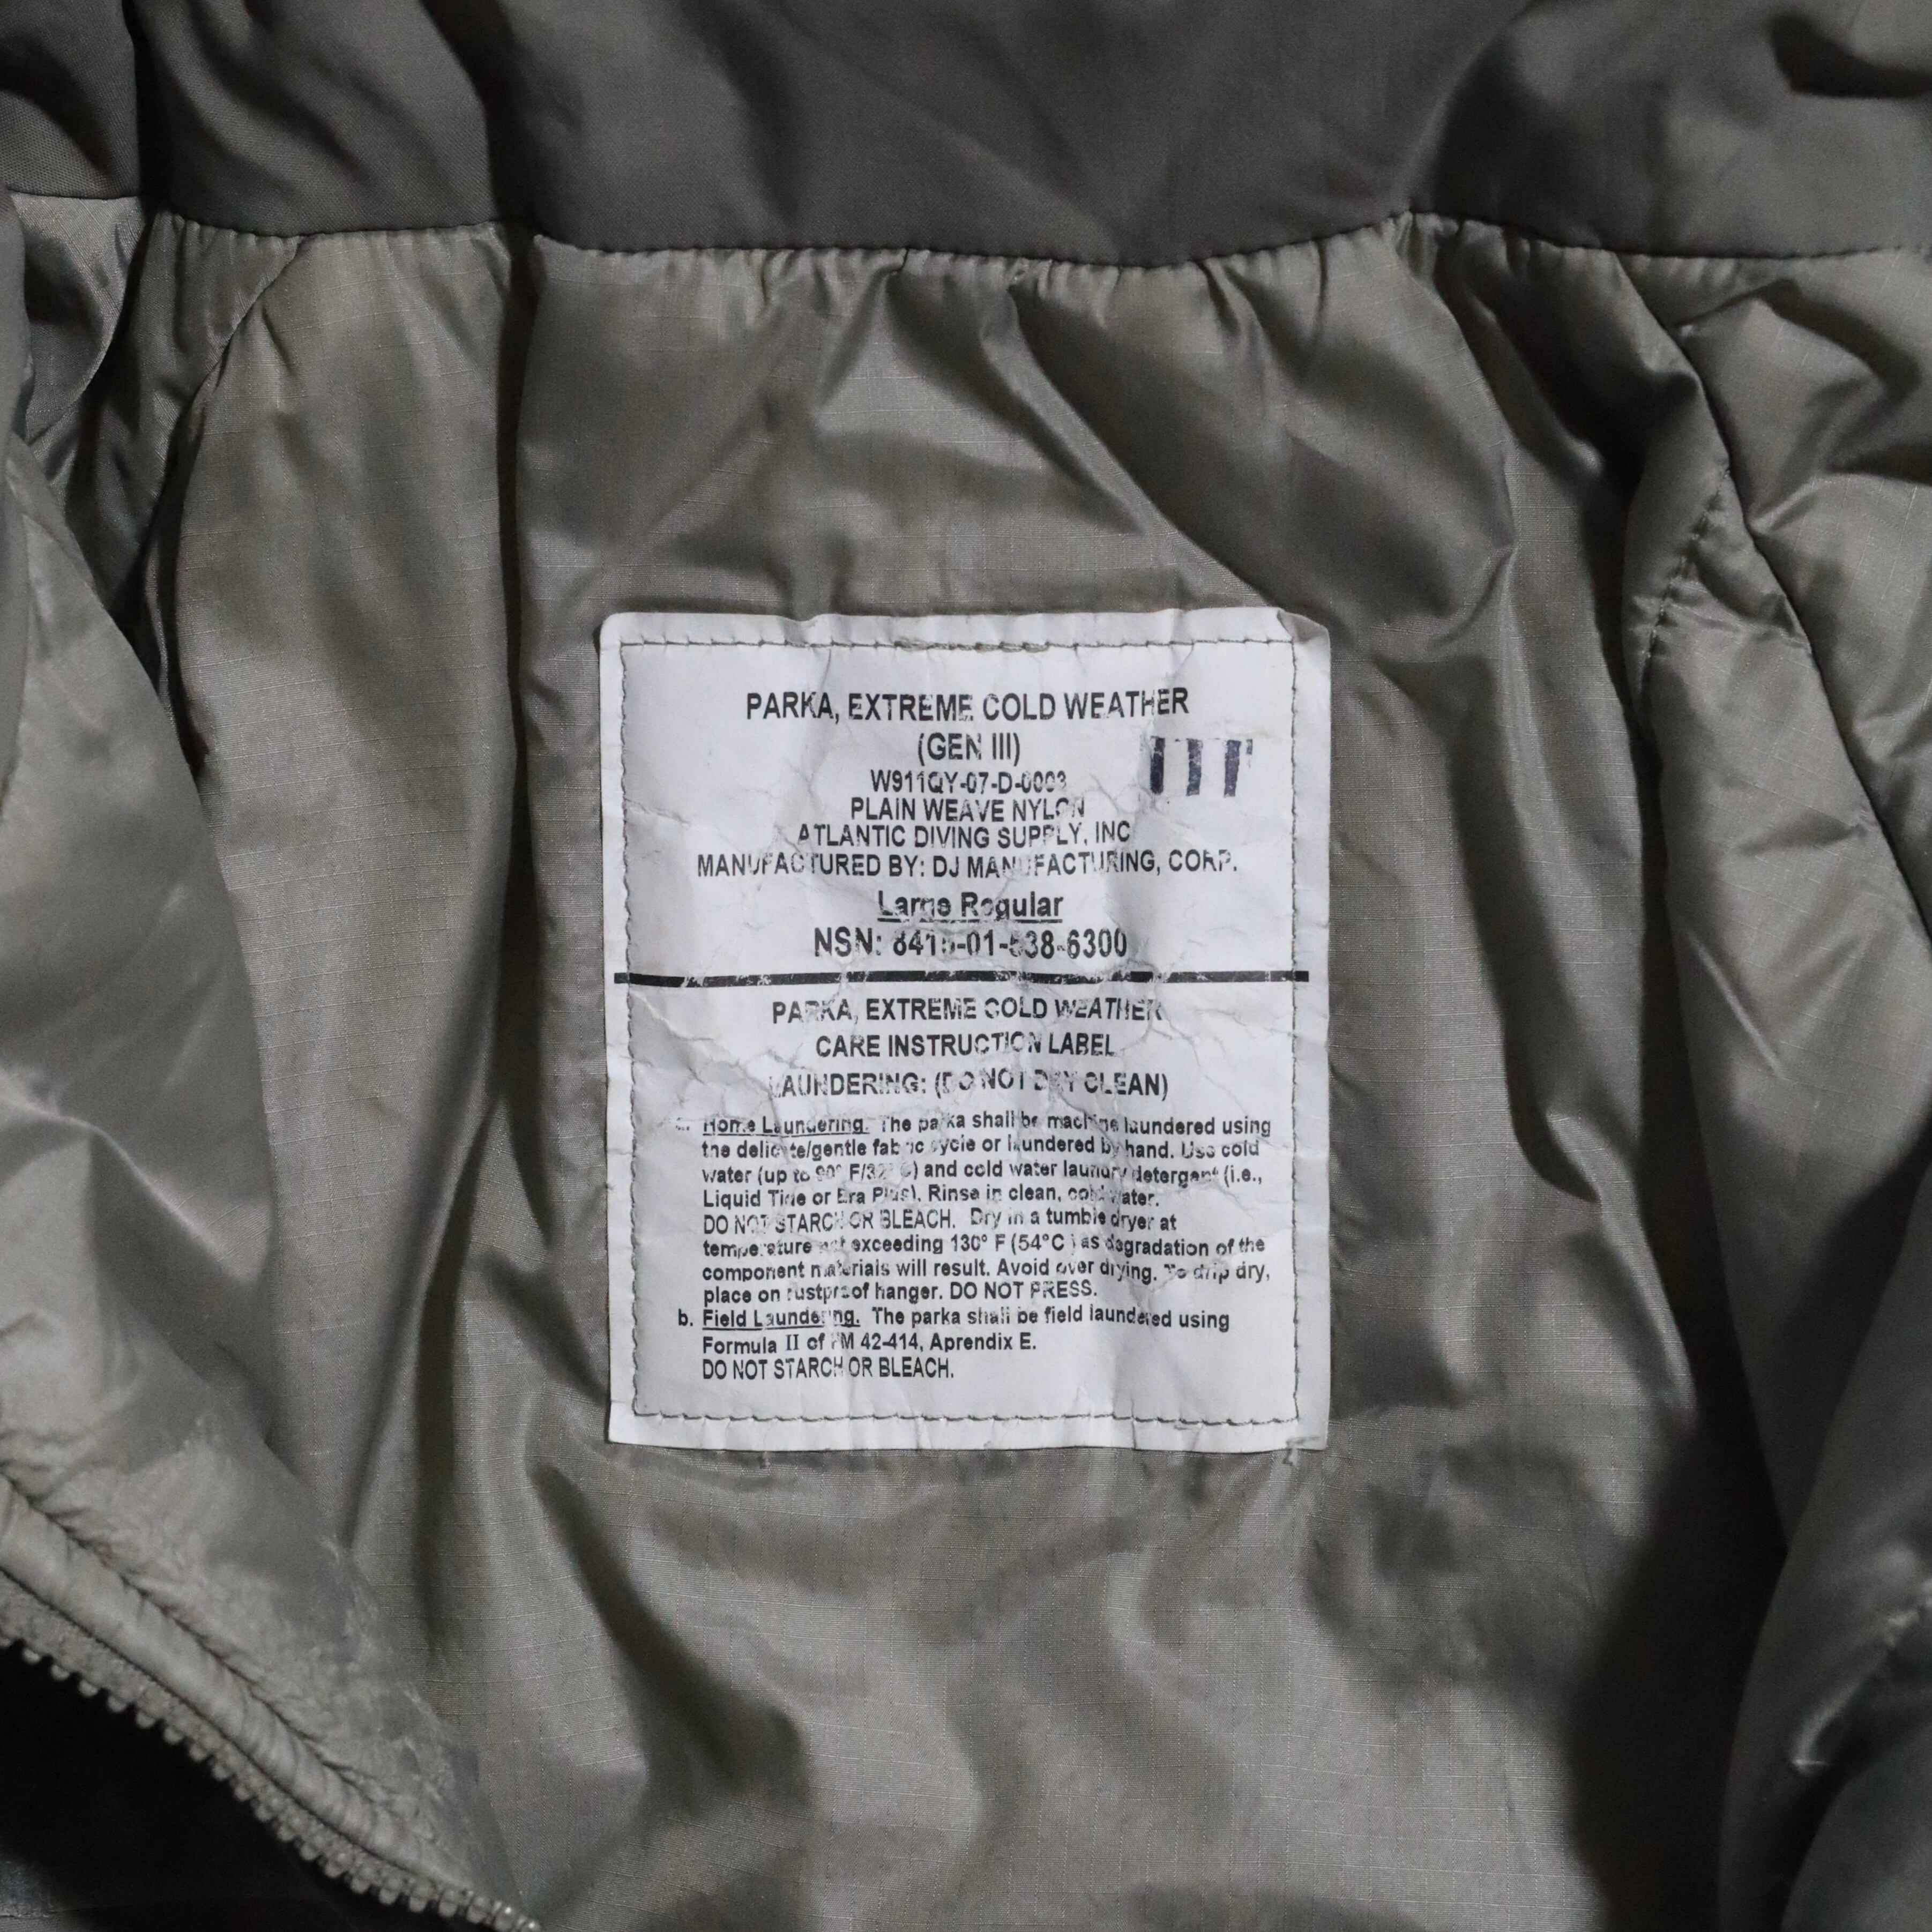 PARKA, EXTREME COLD WEATHER
(GEN III)
W911QY-07-D-0003
PLAIN WEAVE NYLON
ATLANTIC DIVING SUPPLY, INC
MANUFACTURED BY: DJ MANUFACTURING, CORP.
Large Regular
NSN: 8415-01-538-6300
PARKA, EXTREME COLD WEATHER
CARE INSTRUCTION LABEL
LAUNDERING: (DO NOT DRY CLEAN)
a. Home Laundering. The parka shall be machine laundered using
the delicate/gentle fabric cycle or laundered by hand. Use cold
water (up to 90° F/32° C) and cold water laundry detergent (i.e.,
Liquid Tide or Era Plus). Rinse in clean, cold water.
DO NOT STARCH OR BLEACH. Dry in a tumble dryer at
temperature not exceeding 130° F (54°C) as degradation of the
component materials will result. Avoid over drying. To drip dry,
place on rustproof hanger. DO NOT PRESS.
b. Field Laundering. The parka shall be field laundered using
Formula II of FM 42-414, Aprendix E.
DO NOT STARCH OR BLEACH.